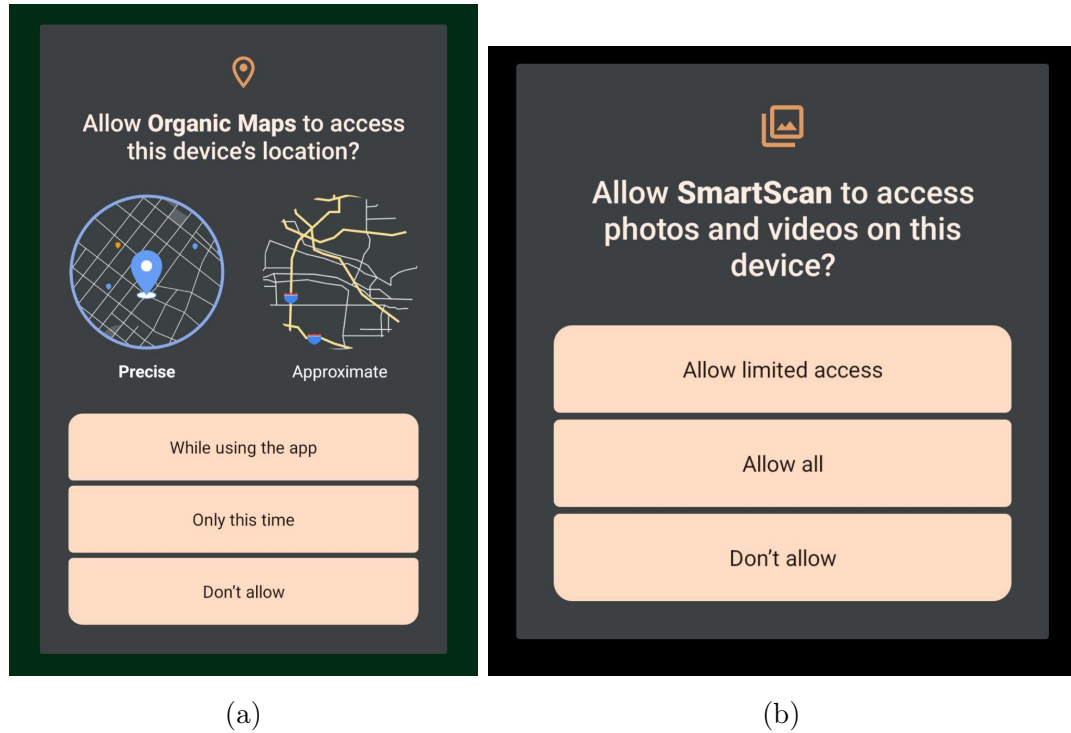 Allow Organic Maps to access
this device's location?
Precise
Approximate
While using the app
Only this time
Don't allow
(a)
Allow SmartScan to access
photos and videos on this
device?
Allow limited access
Allow all
Don't allow
(b)